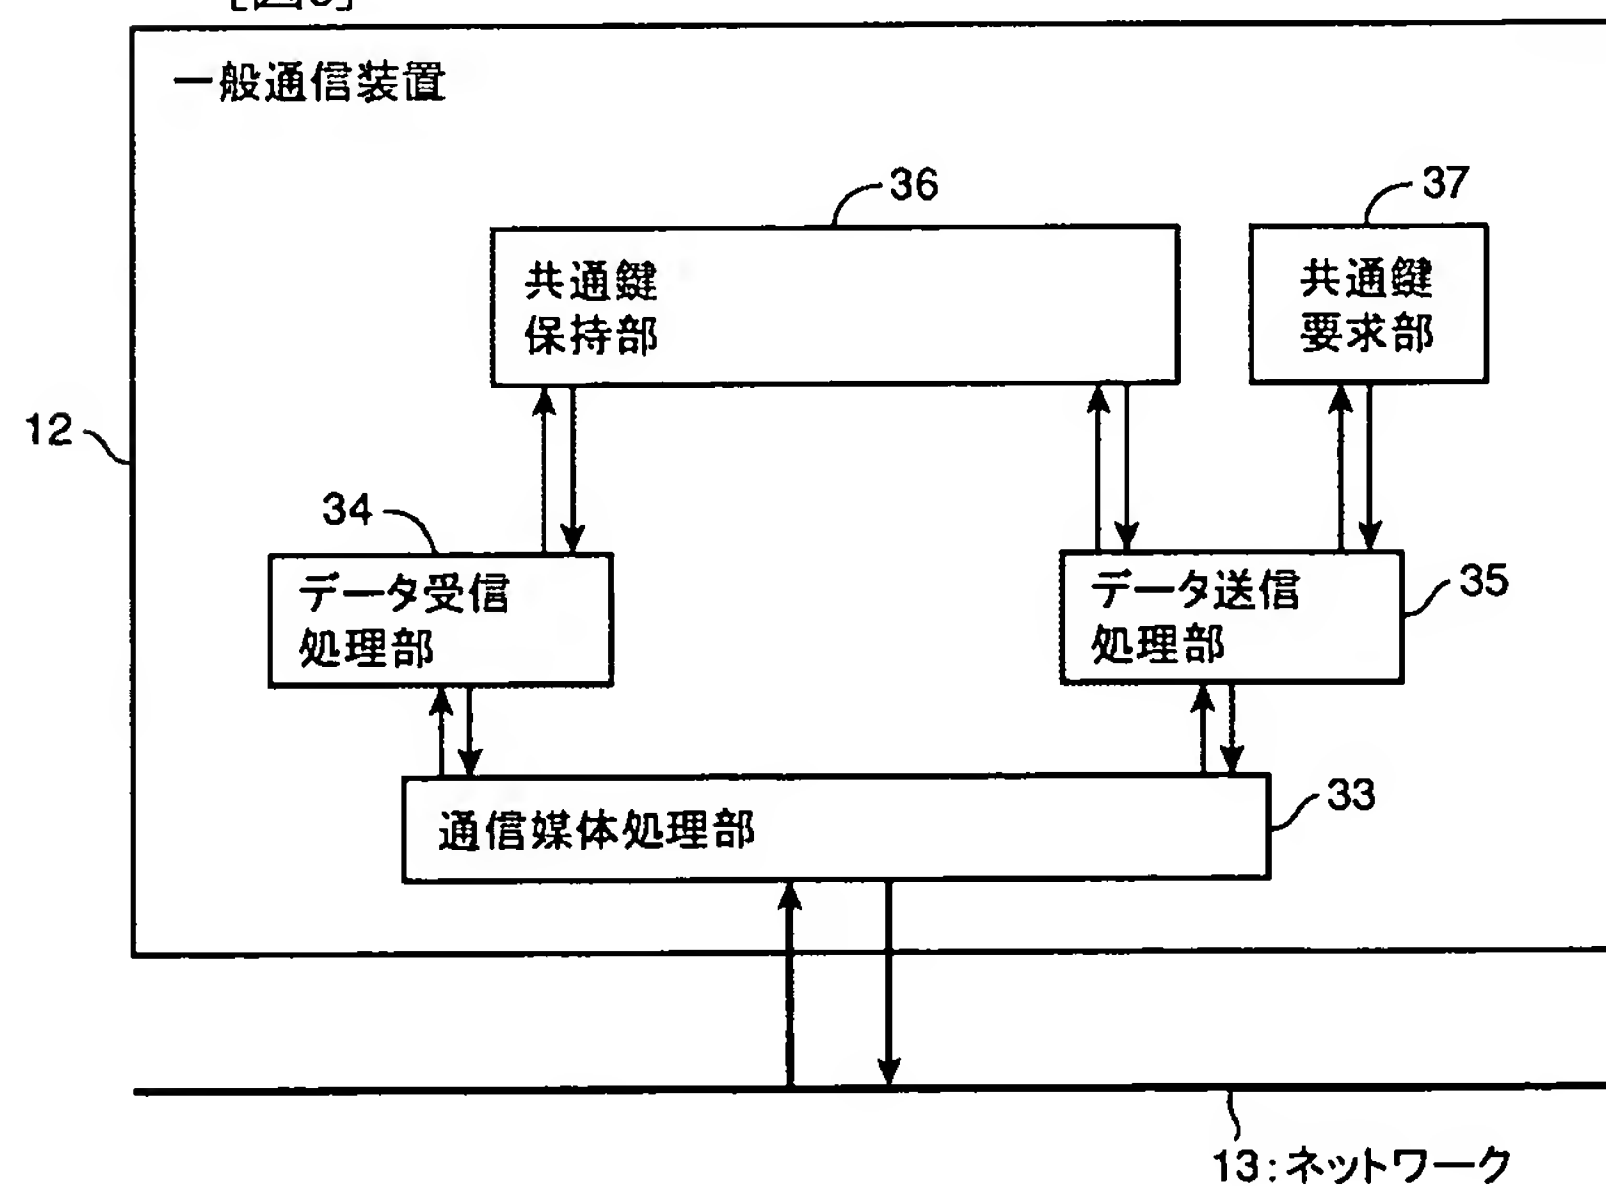 一般通信装置
36
37
共通鍵
保持部
共通鍵
要求部
12
34
データ受信
処理部
データ送信
処理部
35
通信媒体処理部
33
13:ネットワーク